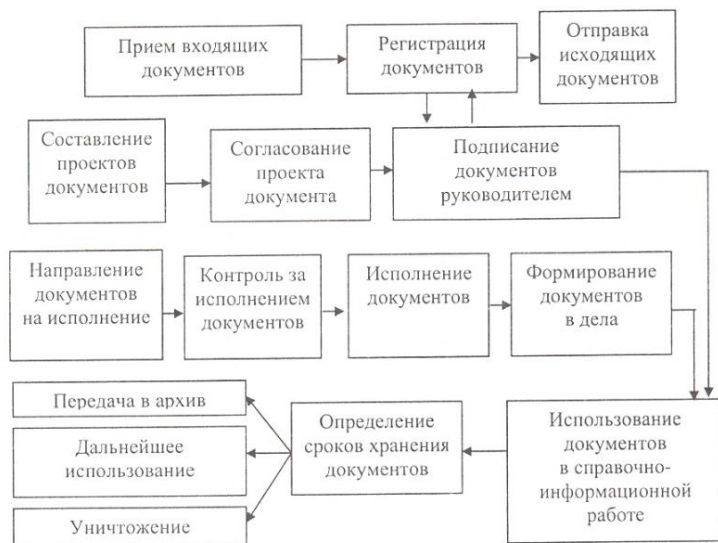 Прием входящих
документов
Регистрация
документов
Отправка
исходящих
документов
Составление
проектов
документов
Согласование
проекта
документа
Подписание
документов
руководителем
Направление
документов
на исполнение
Контроль за
исполнением
документов
Исполнение
документов
Формирование
документов
в дела
Передача в архив
Дальнейшее
использование
Уничтожение
Определение
сроков хранения
документов
Использование
документов
в справочно-
информационной
работе